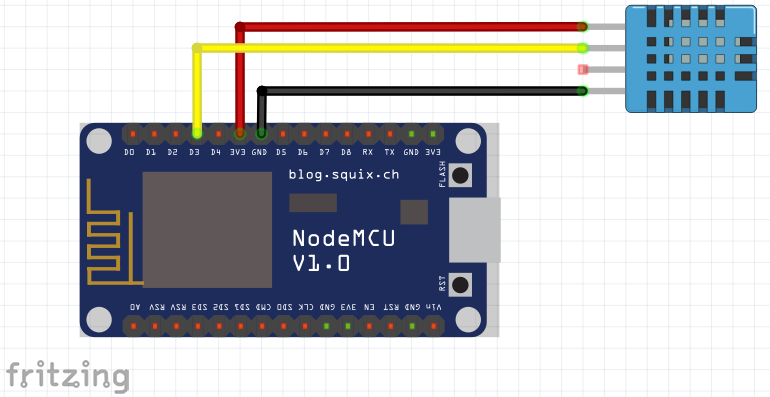 D0 D1 D2 D3 D4 3V3 GND D5 D6 D7 D8 RX TX GND 3V3
blog.squix.ch
FLASH
NodeMCU
V1.0
RST
A0 RSV RSV SD3 SD2 SD1 CMD SD0 CLK GND 3V3 EN RST GND Vin
fritzing